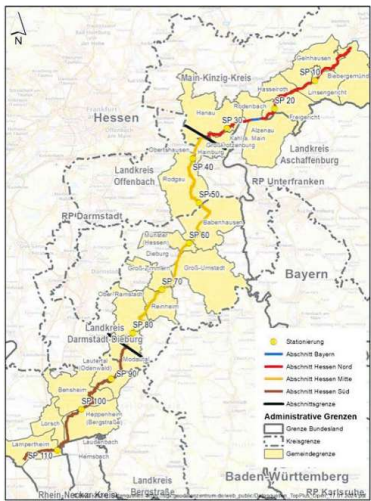 N
Main-Kinzig-Kreis
Gelnhausen
SP 10
Biebergemünd
Hasselroth
Linsengericht
SP 20
Hanau
Rodenbach
Freigericht
Hessen
SP 30
Kahl a. Main
Alzenau
Großkrotzenburg
Hainburg
Landkreis
Aschaffenburg
Obertshausen
SP 40
Landkreis
Offenbach
Rodgau
RP Unterfranken
SP 50
RP Darmstadt
Babenhausen
Münster
(Hessen)
SP 60
Dieburg
Bayern
Groß-Zimmern
Groß-Umstadt
SP 70
Ober-Ramstadt
Reinheim
SP 80
Landkreis
Darmstadt-Dieburg
Modautal
Lautertal
(Odenwald)
SP 90
Bensheim
SP 100
Heppenheim
(Bergstraße)
Lorsch
Lampertheim
Laudenbach
SP 110
Hemsbach
Landkreis
Bergstraße
Baden-Württemberg
Rhein-Neckar-Kreis
RP Karlsruhe
Stationierung
Abschnitt Bayern
Abschnitt Hessen Nord
Abschnitt Hessen Mitte
Abschnitt Hessen Süd
Abschnittsgrenze
Administrative Grenzen
Grenze Bundesland
Kreisgrenze
Gemeindegrenze